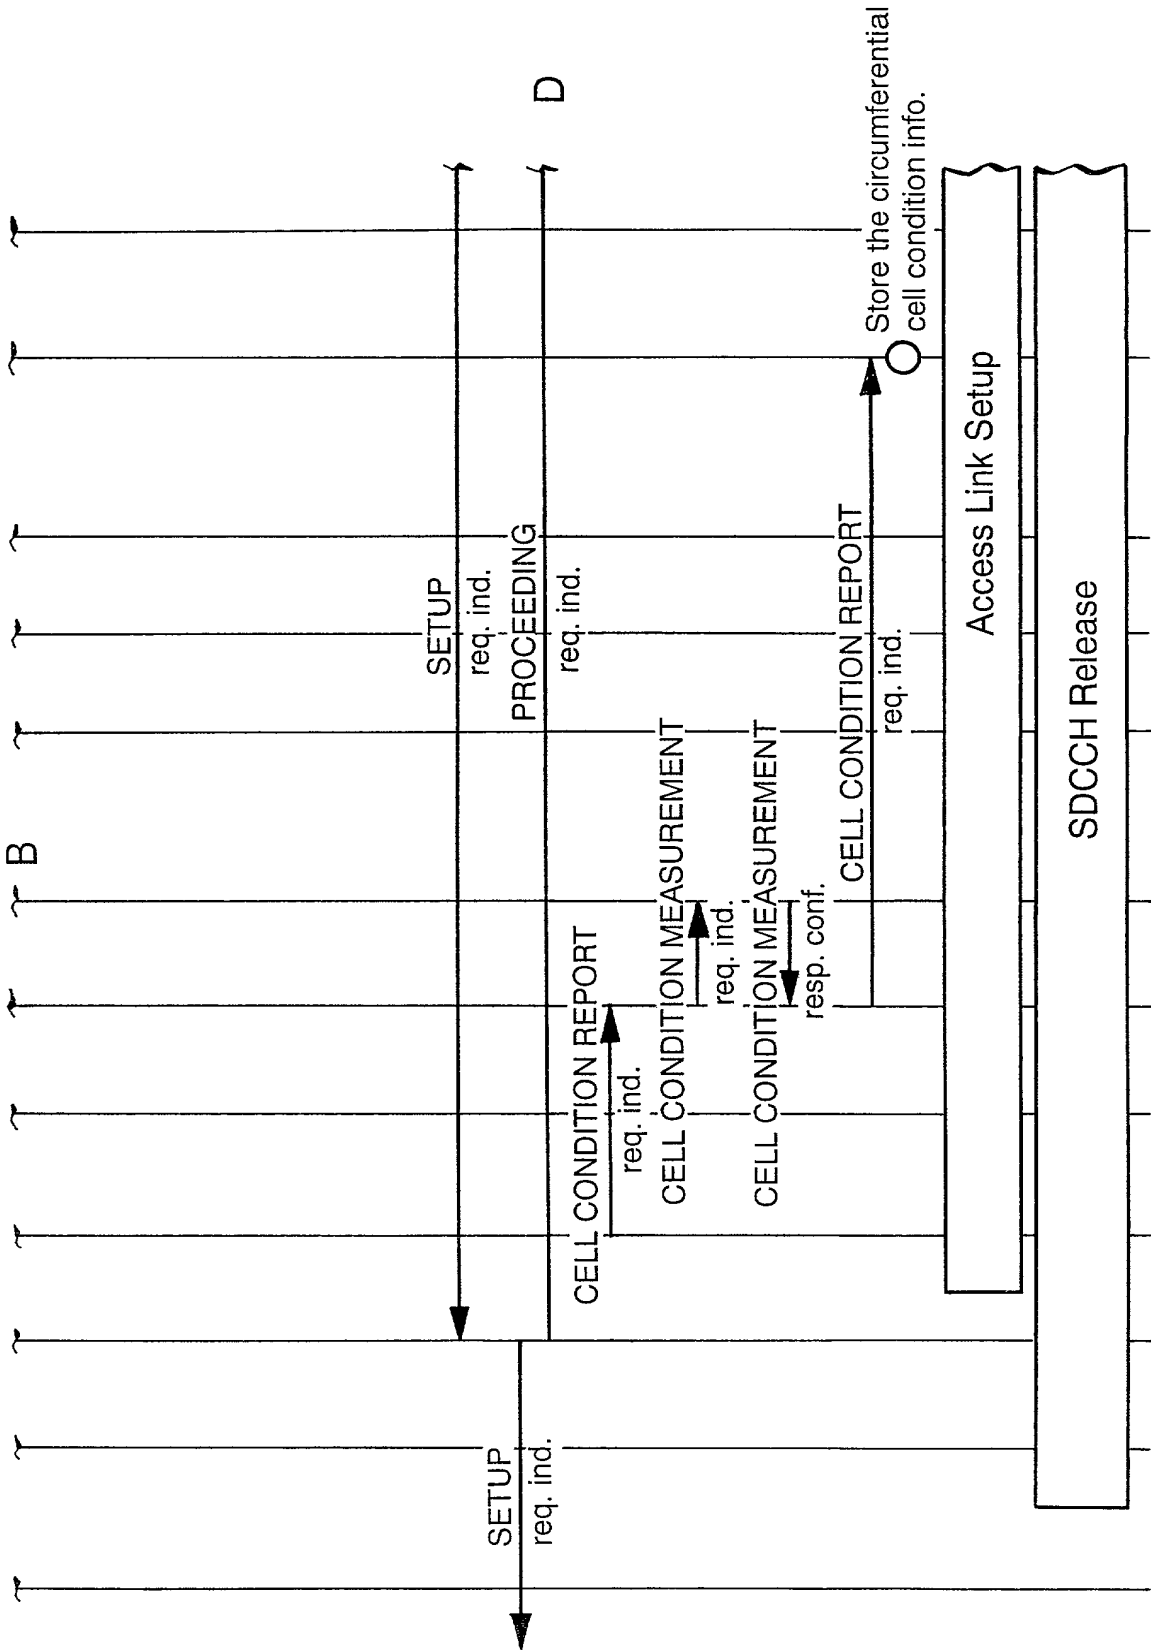 B
D
SETUP
req. ind.
PROCEEDING
req. ind.
SETUP
req. ind.
CELL CONDITION REPORT
req. ind.
CELL CONDITION MEASUREMENT
req. ind.
CELL CONDITION MEASUREMENT
resp. conf.
CELL CONDITION REPORT
req. ind.
Store the circumferential
cell condition info.
Access Link Setup
SDCCH Release